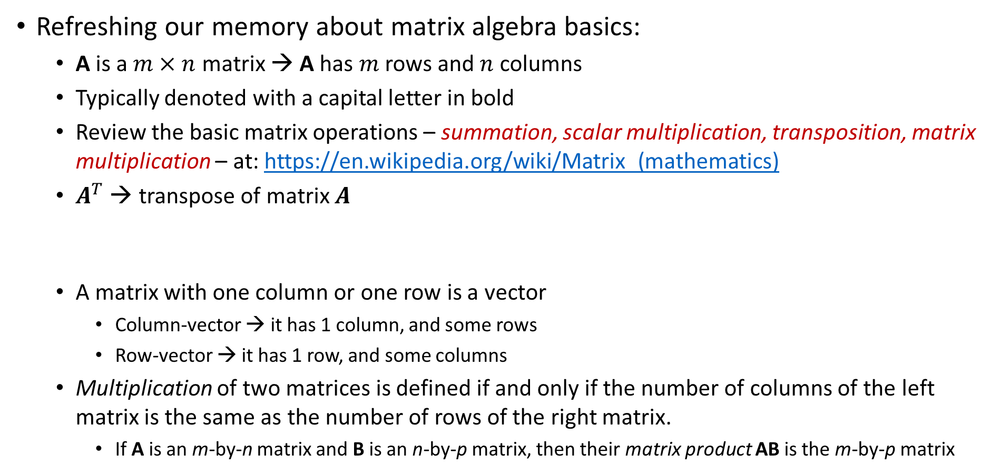 • Refreshing our memory about matrix algebra basics:
• A is a m × n matrix → A has m rows and n columns
• Typically denoted with a capital letter in bold
• Review the basic matrix operations – summation, scalar multiplication, transposition, matrix
multiplication – at: https://en.wikipedia.org/wiki/Matrix_(mathematics)
• Aᵀ → transpose of matrix A
• A matrix with one column or one row is a vector
• Column-vector → it has 1 column, and some rows
• Row-vector → it has 1 row, and some columns
• Multiplication of two matrices is defined if and only if the number of columns of the left
matrix is the same as the number of rows of the right matrix.
• If A is an m-by-n matrix and B is an n-by-p matrix, then their matrix product AB is the m-by-p matrix